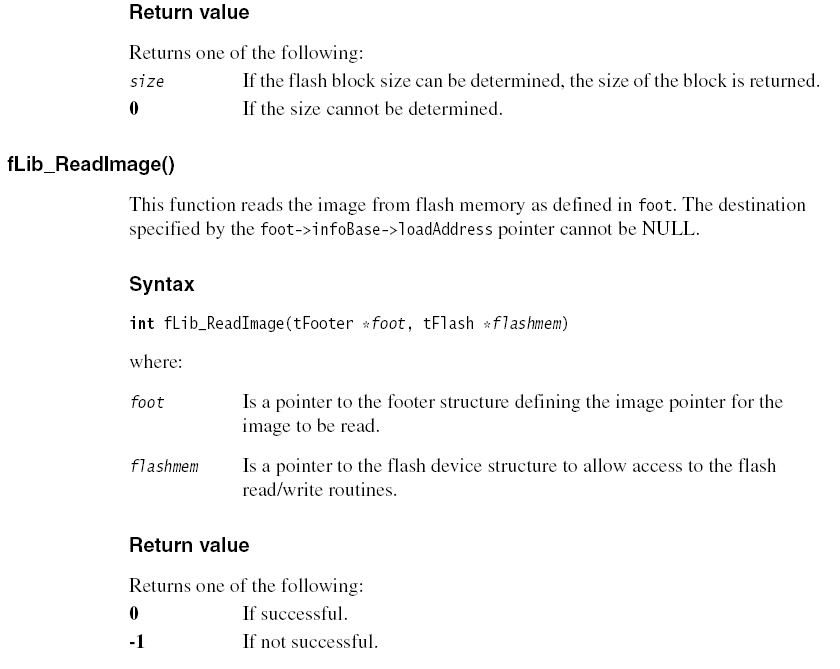 Return value
Returns one of the following:
size If the flash block size can be determined, the size of the block is returned.
0 If the size cannot be determined.
fLib_ReadImage()
This function reads the image from flash memory as defined in foot. The destination
specified by the foot->infoBase->loadAddress pointer cannot be NULL.
Syntax
int fLib_ReadImage(tFooter *foot, tFlash *flashmem)
where:
foot Is a pointer to the footer structure defining the image pointer for the
image to be read.
flashmem Is a pointer to the flash device structure to allow access to the flash
read/write routines.
Return value
Returns one of the following:
0 If successful.
-1 If not successful.